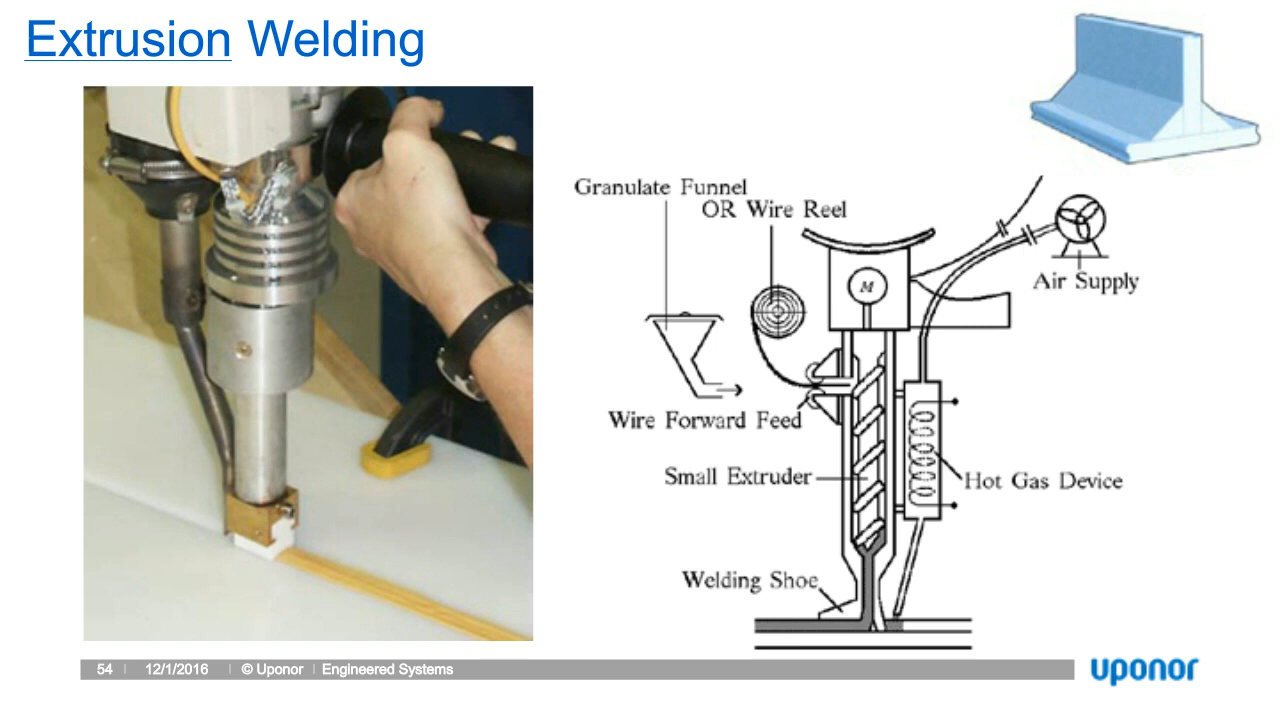 Extrusion Welding
Granulate Funnel
OR Wire Reel
M
Air Supply
Wire Forward Feed
Small Extruder
Hot Gas Device
Welding Shoe
54 | 12/1/2016 | © Uponor | Engineered Systems
uponor